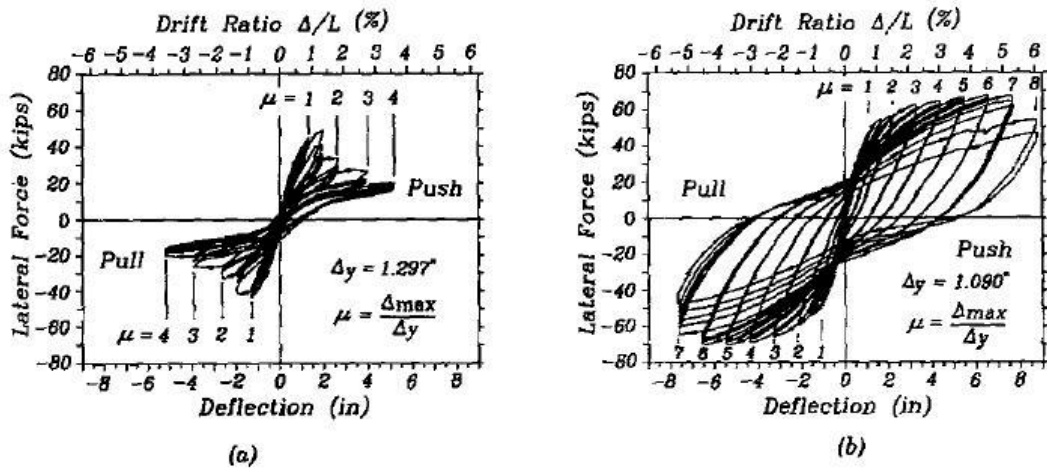 Drift Ratio Δ/L (%)
-6 -5 -4 -3 -2 -1 0 1 2 3 4 5 6
80
60
40
20
0
-20
-40
-60
-80
Lateral Force (kips)
μ = 1 2 3 4
Push
Pull
Δy = 1.297"
μ = Δmax/Δy
μ = 4 3 2 1
-8 -6 -4 -2 0 2 4 6 8
Deflection (in)
(a)
Drift Ratio Δ/L (%)
-6 -5 -4 -3 -2 -1 0 1 2 3 4 5 6
80
60
40
20
0
-20
-40
-60
-80
Lateral Force (kips)
μ = 1 2 3 4 5 6 7 8
Pull
Push
Δy = 1.090"
μ = Δmax/Δy
7 6 5 4 3 2 1
-8 -6 -4 -2 0 2 4 6 8
Deflection (in)
(b)